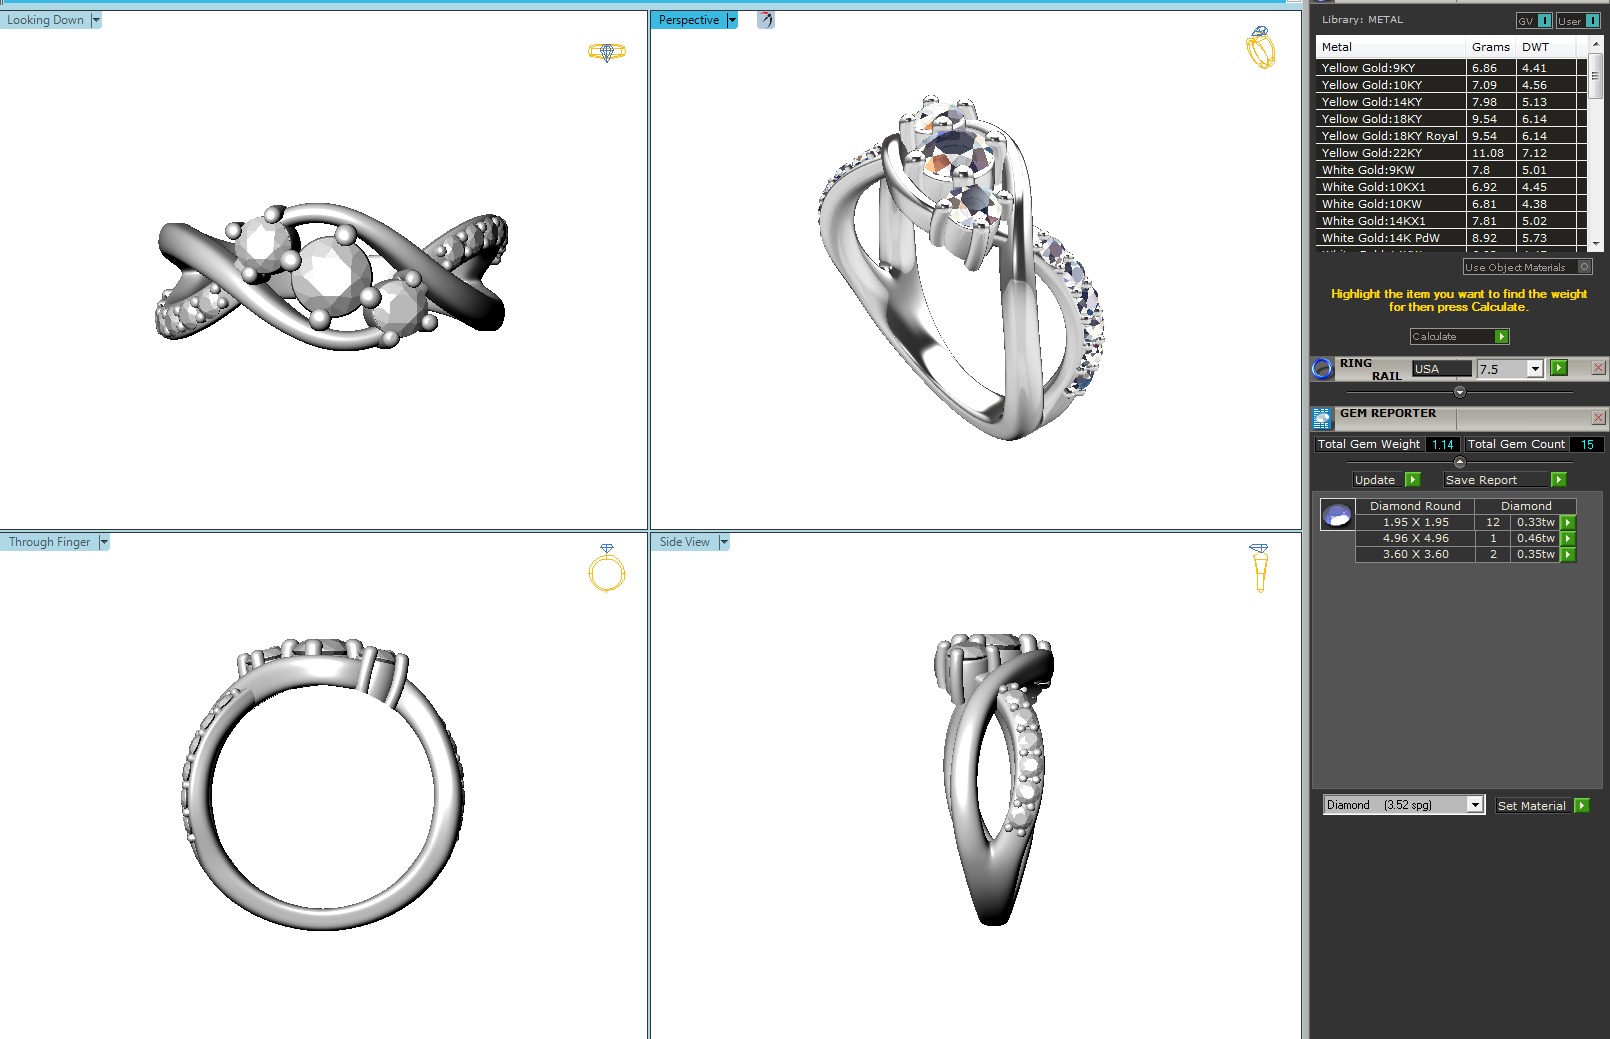 Looking Down
Perspective
Through Finger
Side View
Library: METAL GV I User I
Metal Grams DWT
Yellow Gold:9KY 6.86 4.41
Yellow Gold:10KY 7.09 4.56
Yellow Gold:14KY 7.98 5.13
Yellow Gold:18KY 9.54 6.14
Yellow Gold:18KY Royal 9.54 6.14
Yellow Gold:22KY 11.08 7.12
White Gold:9KW 7.8 5.01
White Gold:10KX1 6.92 4.45
White Gold:10KW 6.81 4.38
White Gold:14KX1 7.81 5.02
White Gold:14K PdW 8.92 5.73
Use Object Materials
Highlight the item you want to find the weight
for then press Calculate.
Calculate
RING
RAIL USA 7.5
GEM REPORTER
Total Gem Weight 1.14 Total Gem Count 15
Update Save Report
Diamond Round Diamond
1.95 X 1.95 12 0.33tw
4.96 X 4.96 1 0.46tw
3.60 X 3.60 2 0.35tw
Diamond (3.52 spg) Set Material